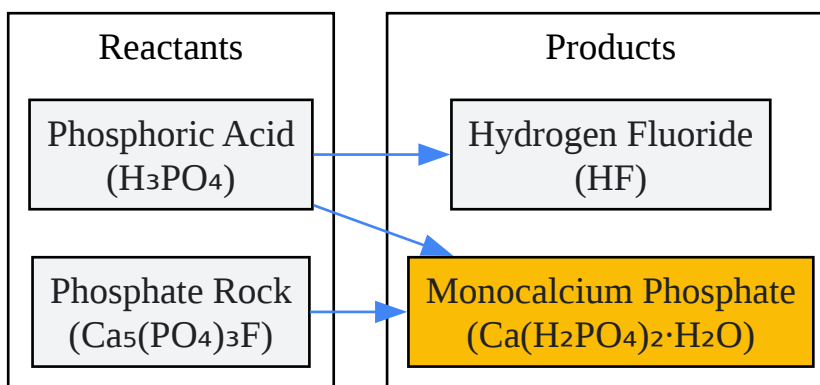 Reactants
Phosphoric Acid
(H₃PO₄)
Phosphate Rock
(Ca₅(PO₄)₃F)
Products
Hydrogen Fluoride
(HF)
Monocalcium Phosphate
(Ca(H₂PO₄)₂·H₂O)